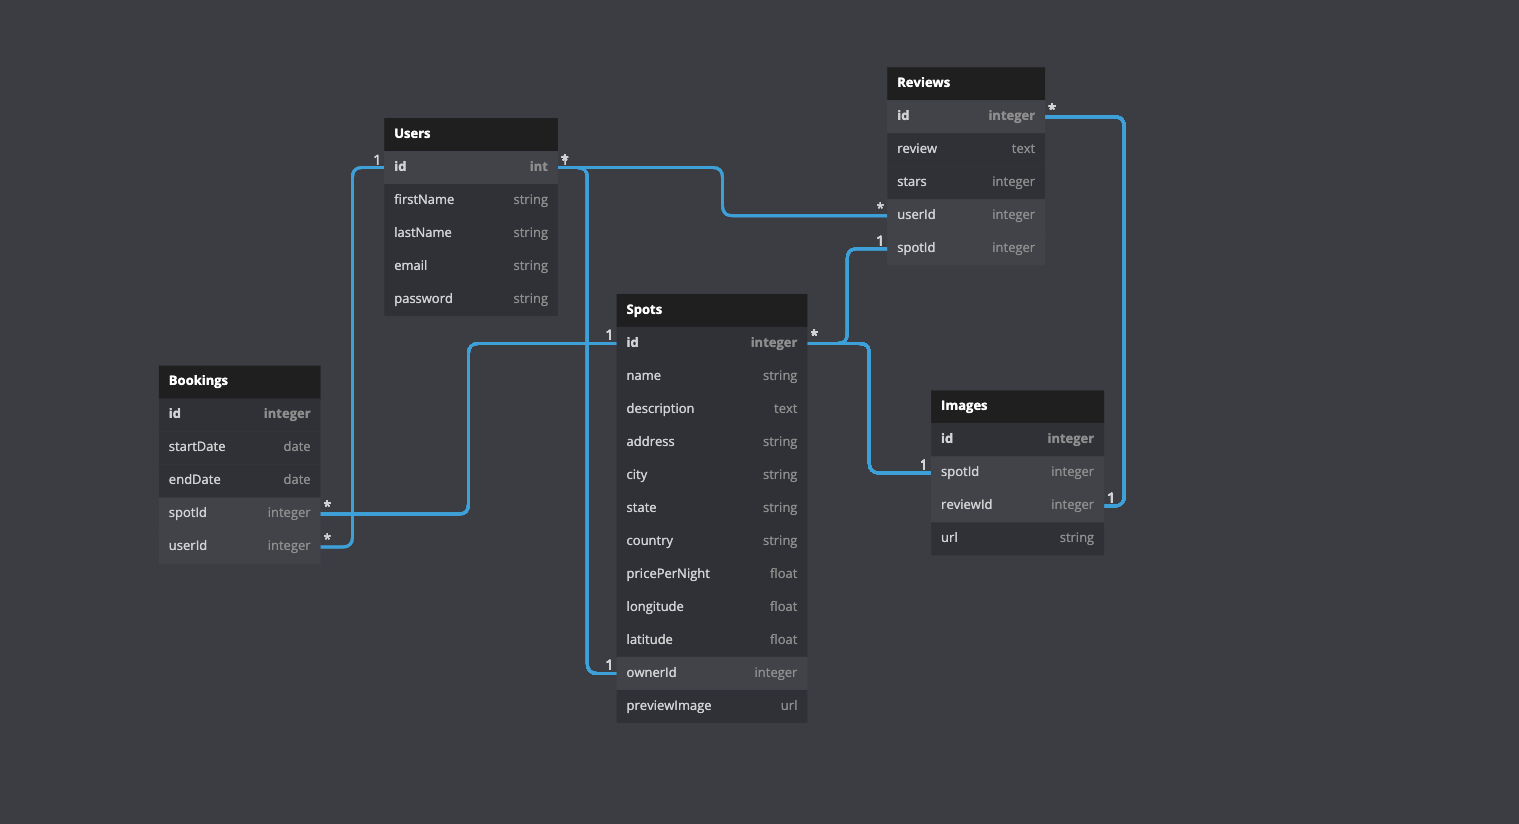 Users
1 id int *
firstName string
lastName string
email string
password string
Reviews
id integer *
review text
stars integer
* userId integer
1 spotId integer
Bookings
id integer
startDate date
endDate date
spotId integer *
userId integer *
Spots
1 id integer *
name string
description text
address string
city string
state string
country string
pricePerNight float
longitude float
latitude float
1 ownerId integer
previewImage url
Images
id integer
1 spotId integer
reviewId integer 1
url string